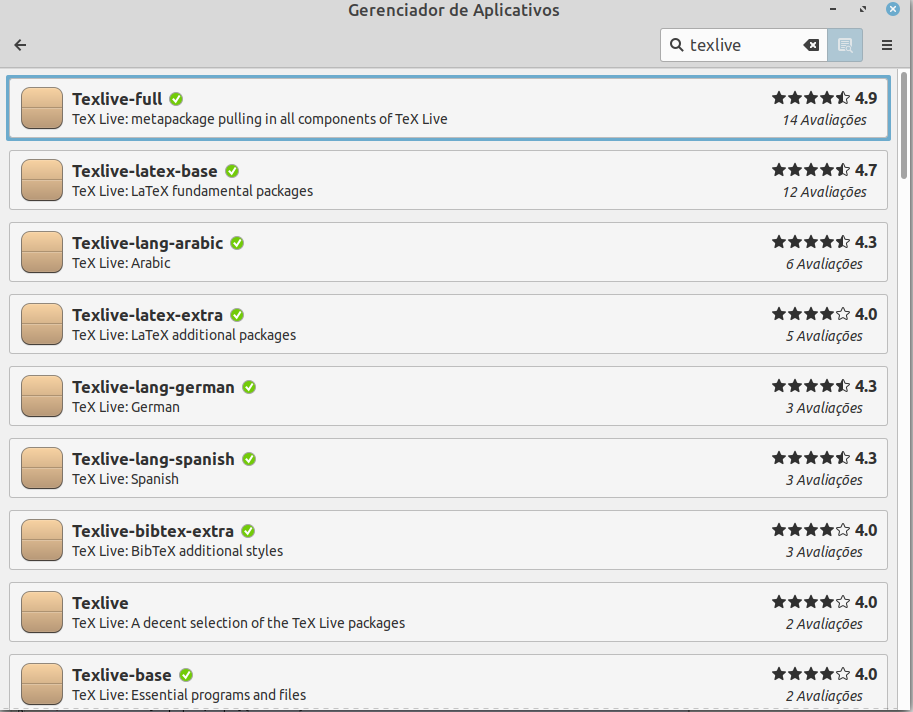 Gerenciador de Aplicativos
texlive
Texlive-full
TeX Live: metapackage pulling in all components of TeX Live
4.9
14 Avaliações
Texlive-latex-base
TeX Live: LaTeX fundamental packages
4.7
12 Avaliações
Texlive-lang-arabic
TeX Live: Arabic
4.3
6 Avaliações
Texlive-latex-extra
TeX Live: LaTeX additional packages
4.0
5 Avaliações
Texlive-lang-german
TeX Live: German
4.3
3 Avaliações
Texlive-lang-spanish
TeX Live: Spanish
4.3
3 Avaliações
Texlive-bibtex-extra
TeX Live: BibTeX additional styles
4.0
3 Avaliações
Texlive
TeX Live: A decent selection of the TeX Live packages
4.0
2 Avaliações
Texlive-base
TeX Live: Essential programs and files
4.0
2 Avaliações